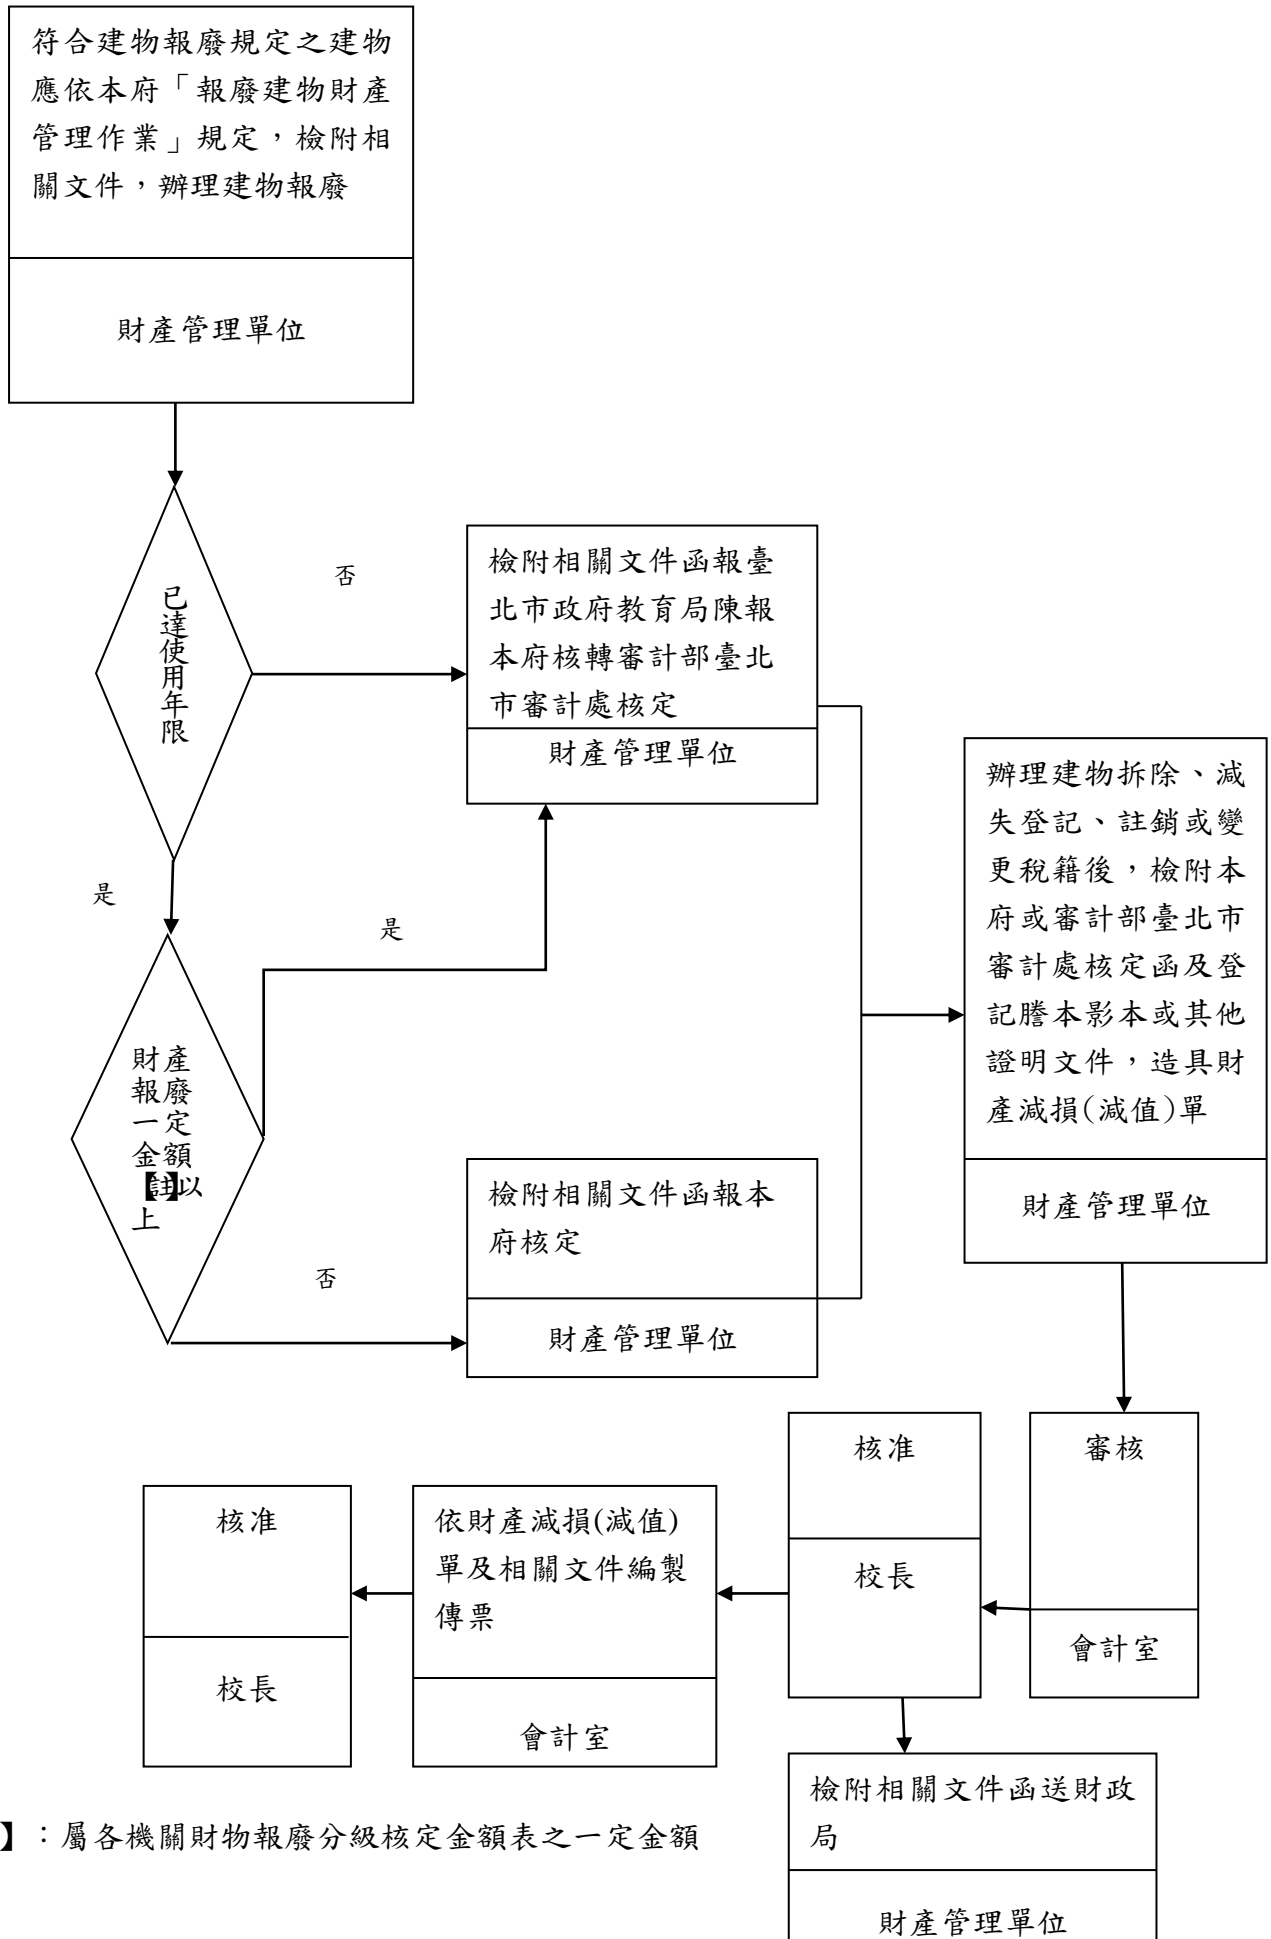 符合建物報廢規定之建物
應依本府「報廢建物財產
管理作業」規定，檢附相
關文件，辦理建物報廢
財產管理單位
已達使用年限
否
檢附相關文件函報臺
北市政府教育局陳報
本府核轉審計部臺北
市審計處核定
財產管理單位
是
是
財產
報廢
一定
金額
【註】以
上
否
檢附相關文件函報本
府核定
財產管理單位
辦理建物拆除、減
失登記、註銷或變
更稅籍後，檢附本
府或審計部臺北市
審計處核定函及登
記謄本影本或其他
證明文件，造具財
產減損(減值)單
財產管理單位
審核
會計室
核准
校長
依財產減損(減值)
單及相關文件編製
傳票
會計室
核准
校長
檢附相關文件函送財政
局
財產管理單位
】：屬各機關財物報廢分級核定金額表之一定金額